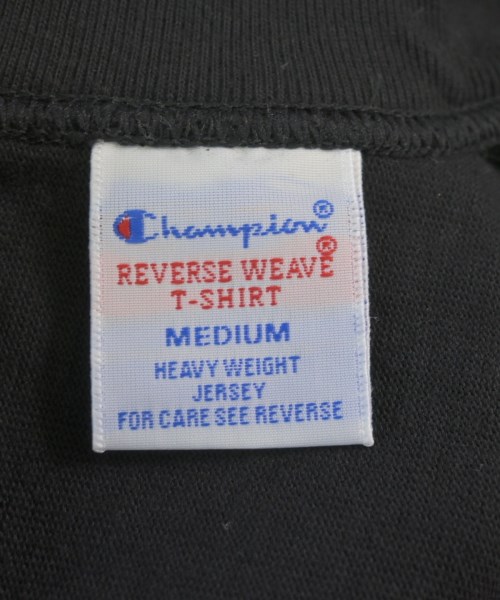 Champion®
REVERSE WEAVE®
T-SHIRT
MEDIUM
HEAVY WEIGHT
JERSEY
FOR CARE SEE REVERSE